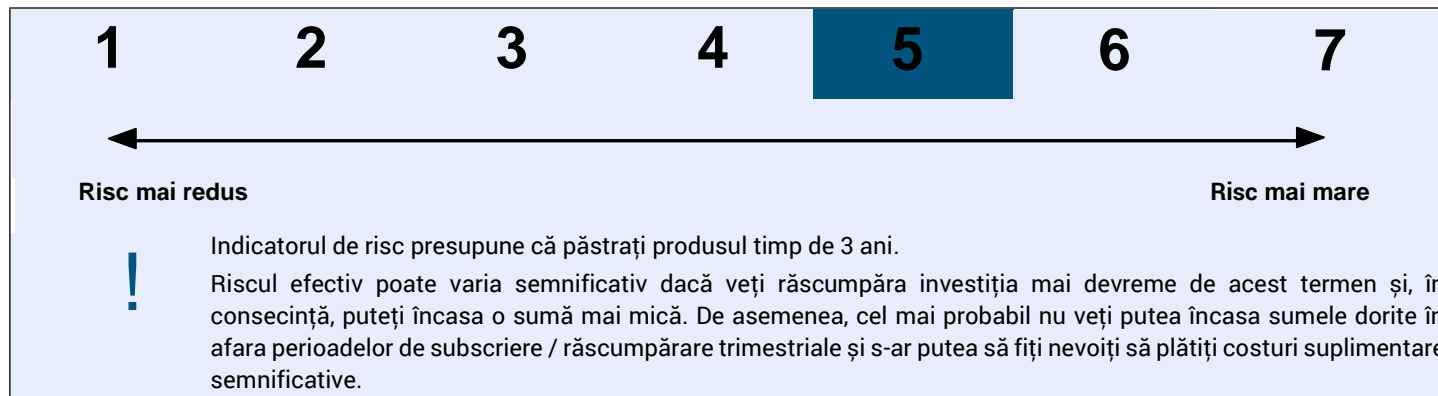 1 2 3 4 5 6 7
Risc mai redus Risc mai mare
! Indicatorul de risc presupune că păstrați produsul timp de 3 ani.
Riscul efectiv poate varia semnificativ dacă veți răscumpăra investiția mai devreme de acest termen și, în
consecință, puteți încasa o sumă mai mică. De asemenea, cel mai probabil nu veți putea încasa sumele dorite în
afara perioadelor de subscriere / răscumpărare trimestriale și s-ar putea să fiți nevoiți să plătiți costuri suplimentare
semnificative.